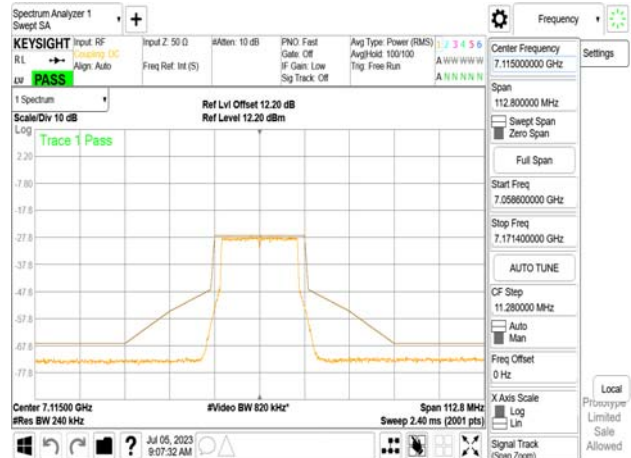 Spectrum Analyzer 1
Swept SA
+
Frequency
KEYSIGHT
Input: RF
Coupling: DC
Align: Auto
Input Z: 50 Ω
Freq Ref: Int (S)
#Atten: 10 dB
PNO: Fast
Gate: Off
IF Gain: Low
Sig Track: Off
Avg Type: Power (RMS)
Avg|Hold: 100/100
Trig: Free Run
1 2 3 4 5 6
A W W W W W
A N N N N N
RL
LW PASS
1 Spectrum
Scale/Div 10 dB
Ref Lvl Offset 12.20 dB
Ref Level 12.20 dBm
Log
Trace 1 Pass
2.20
-7.80
-17.8
-27.8
-37.8
-47.8
-57.8
-67.8
-77.8
Center 7.11500 GHz
#Res BW 240 kHz
#Video BW 820 kHz*
Span 112.8 MHz
Sweep 2.40 ms (2001 pts)
Jul 05, 2023
9:07:32 AM
?
Center Frequency
7.115000000 GHz
Settings
Span
112.800000 MHz
Swept Span
Zero Span
Full Span
Start Freq
7.058600000 GHz
Stop Freq
7.171400000 GHz
AUTO TUNE
CF Step
11.280000 MHz
Auto
Man
Freq Offset
0 Hz
X Axis Scale
Log
Lin
Signal Track
(Span Zoom)
Local
Prototype
Limited
Sale
Allowed